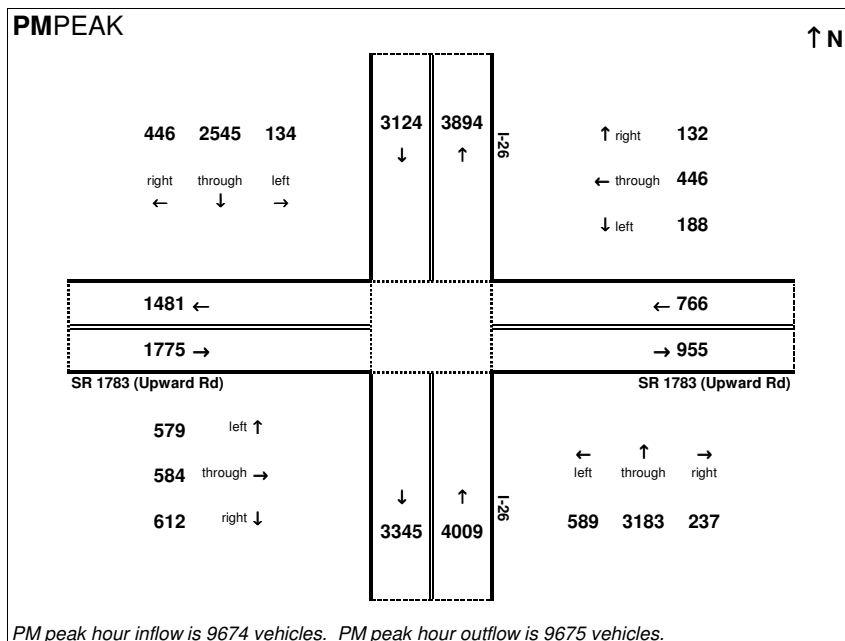 PMPEAK
↑ N
446 2545 134
right through left
← ↓ →
3124 3894
↓ ↑
I-26
↑ right 132
← through 446
↓ left 188
1481 ←
← 766
1775 →
→ 955
SR 1783 (Upward Rd)
SR 1783 (Upward Rd)
579 left ↑
584 through →
612 right ↓
↓ ↑
3345 4009
I-26
← ↑ →
left through right
589 3183 237
PM peak hour inflow is 9674 vehicles. PM peak hour outflow is 9675 vehicles.